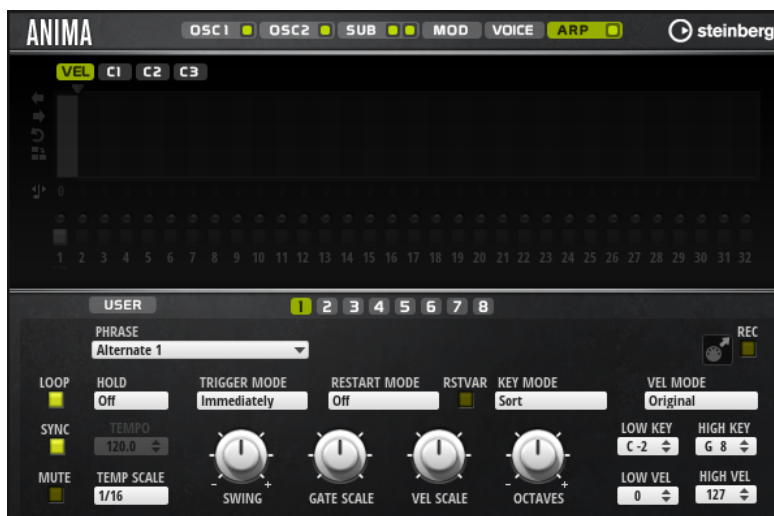 ANIMA OSC1 OSC2 SUB MOD VOICE ARP steinberg
VEL C1 C2 C3
0
1 2 3 4 5 6 7 8 9 10 11 12 13 14 15 16 17 18 19 20 21 22 23 24 25 26 27 28 29 30 31 32
USER 1 2 3 4 5 6 7 8
PHRASE REC
Alternate 1
LOOP HOLD TRIGGER MODE RESTART MODE RSTVAR KEY MODE VEL MODE
Off Immediately Off Sort Original
SYNC TEMPO LOW KEY HIGH KEY
120.0 C -2 G 8
MUTE TEMP SCALE LOW VEL HIGH VEL
1/16 - + - + 0 127
SWING GATE SCALE VEL SCALE OCTAVES